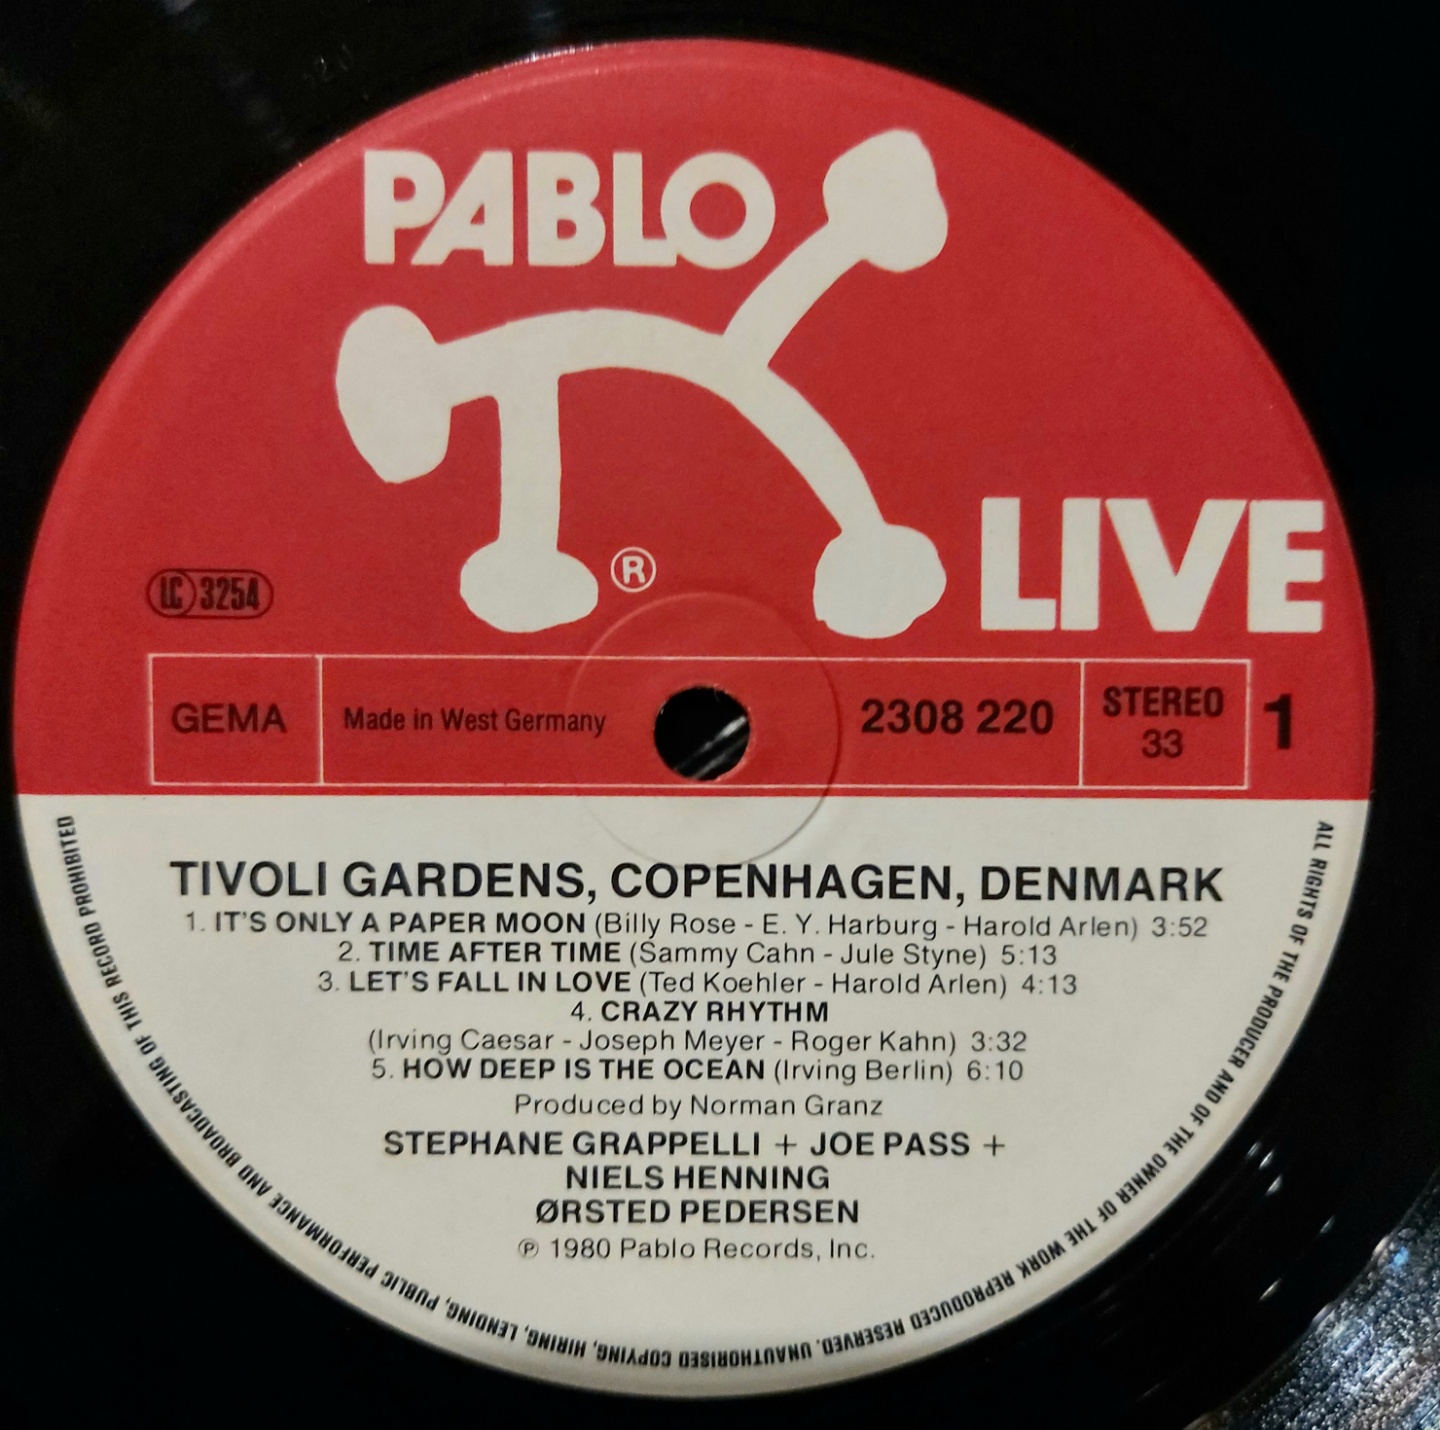 PABLO
LIVE
®
LC 3254
GEMA
Made in West Germany
2308 220
STEREO
33
1
TIVOLI GARDENS, COPENHAGEN, DENMARK
1. IT'S ONLY A PAPER MOON (Billy Rose - E. Y. Harburg - Harold Arlen) 3:52
2. TIME AFTER TIME (Sammy Cahn - Jule Styne) 5:13
3. LET'S FALL IN LOVE (Ted Koehler - Harold Arlen) 4:13
4. CRAZY RHYTHM
(Irving Caesar - Joseph Meyer - Roger Kahn) 3:32
5. HOW DEEP IS THE OCEAN (Irving Berlin) 6:10
Produced by Norman Granz
STEPHANE GRAPPELLI + JOE PASS +
NIELS HENNING
ØRSTED PEDERSEN
℗ 1980 Pablo Records, Inc.
ALL RIGHTS OF THE PRODUCER AND OF THE OWNER OF THE WORK REPRODUCED RESERVED. UNAUTHORISED COPYING, HIRING, LENDING, PUBLIC PERFORMANCE AND BROADCASTING OF THIS RECORD PROHIBITED